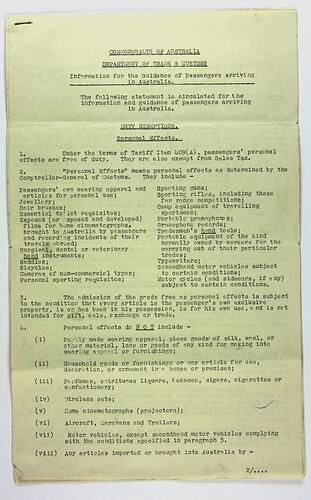 COMMONWEALTH OF AUSTRALIA
DEPARTMENT OF TRADE & CUSTOMS
Information for the Guidance of Passengers arriving
in Australia.
The following statement is circulated for the
information and guidance of passengers arriving
in Australia.
DUTY EXEMPTIONS.
Personal Effects.
1. Under the terms of Tariff Item 409(A), passengers' personal
effects are free of duty. They are also exempt from Sales Tax.
2. "Personal Effects" means personal effects as determined by the
Comptroller-General of Customs. They include -
Passengers' own wearing apparel and
articles for personal use;
Jewellery;
Hair brushes;
Essential toilet requisites;
Exposed (or exposed and developed)
films for home cinematographs,
brought to Australia by passengers
and recording incidents of their
travels abroad;
Surgical, dental or veterinary
hand instruments;
Saddles;
Bicycles;
Cameras of non-commercial types;
Personal sporting requisites;
Sporting guns;
Sporting rifles, including those
for range competitions;
Camp equipment of travelling
sportsmen;
Portable gramophones;
Gramophone records;
Tradesmen's hand tools;
Portable equipment of the kind
normally owned by workers for the
carrying out of their particular
trades;
Typewriters;
Secondhand motor vehicles subject
to certain conditions;
Motor cycles (and sidecars, if any)
subject to certain conditions.
3. The admission of the goods free as personal effects is subject
to the condition that every article is the passenger's own exclusive
property, is or has been in his possession, is for his own use, and is not
intended for gift, sale, exchange or trade.
4. Personal effects do NOT include -
(i) Partly made wearing apparel, piece goods of silk, wool, or
other material, lace or goods of any kind for making into
wearing apparel or furnishings;
(ii) Household goods or furnishings or any article for use,
decoration, or ornament in a house or premises;
(iii) Perfumes, spirituous liquors, tobacco, cigars, cigarettes or
confectionery;
(iv) Wireless sets;
(v) Home cinematographs (projectors);
(vi) Aircraft, Caravans and Trailers;
(vii) Motor vehicles, except secondhand motor vehicles complying
with the conditions specified in paragraph 5.
(viii) Any articles imported or brought into Australia by -
2/....